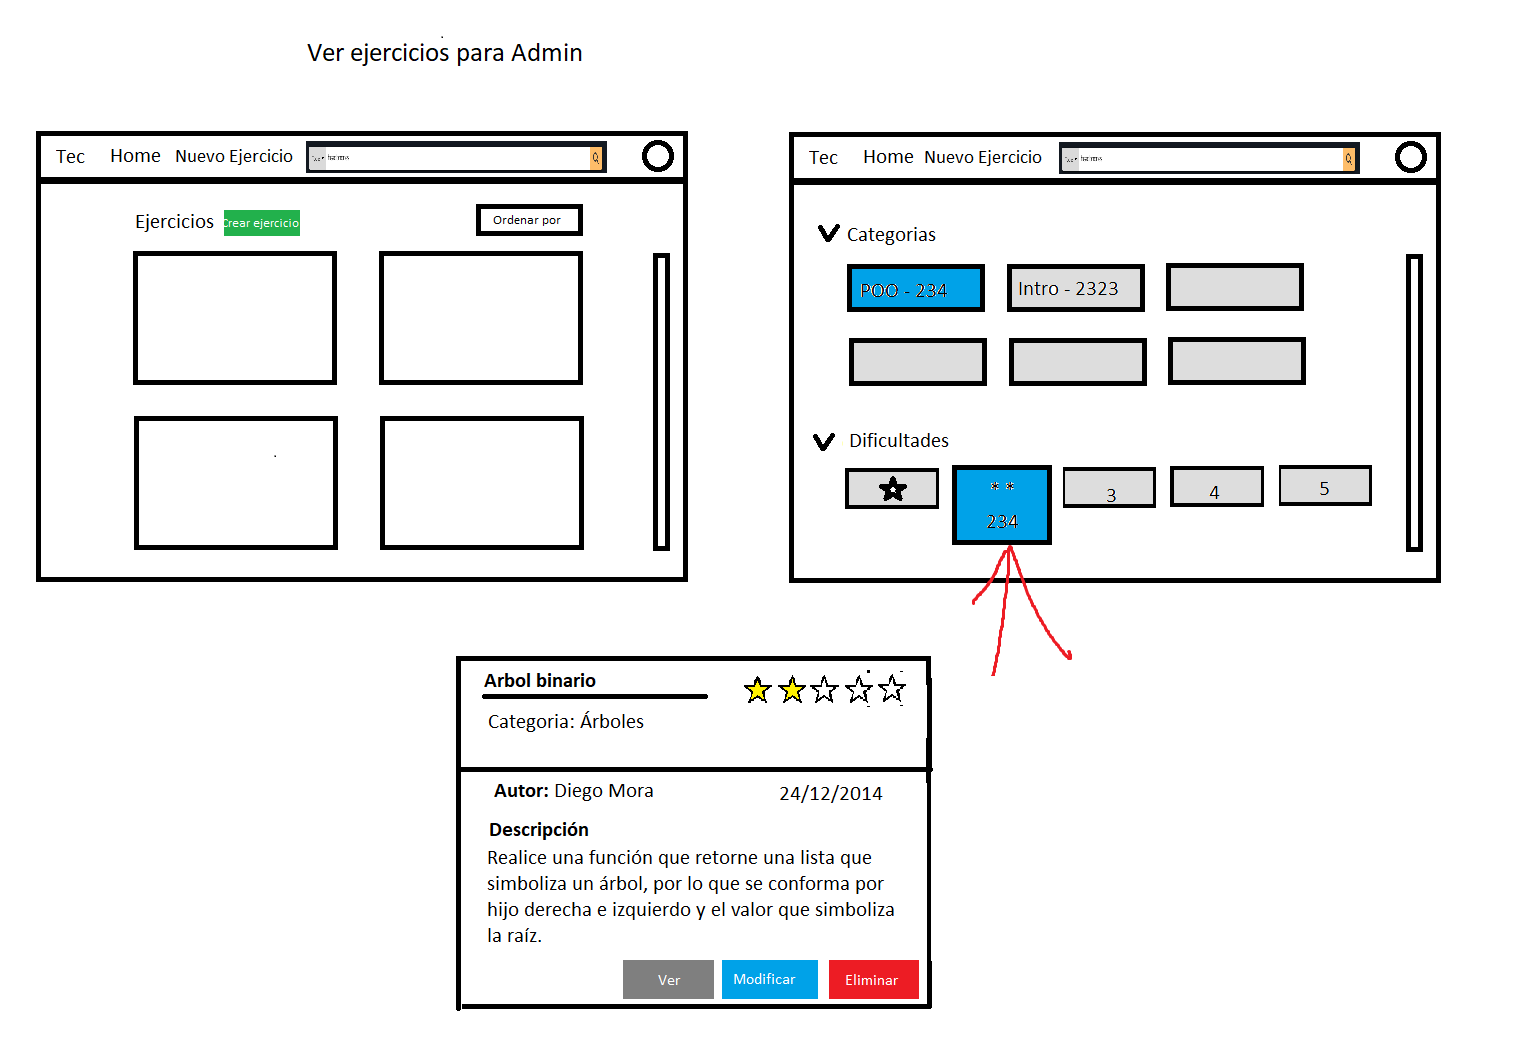 Ver ejercicios para Admin
Tec Home Nuevo Ejercicio
Ejercicios Crear ejercicio Ordenar por
Tec Home Nuevo Ejercicio
Categorias
POO - 234 Intro - 2323
Dificultades
* * 3 4 5
234
Arbol binario
Categoria: Árboles
Autor: Diego Mora 24/12/2014
Descripción
Realice una función que retorne una lista que
simboliza un árbol, por lo que se conforma por
hijo derecha e izquierdo y el valor que simboliza
la raíz.
Ver Modificar Eliminar